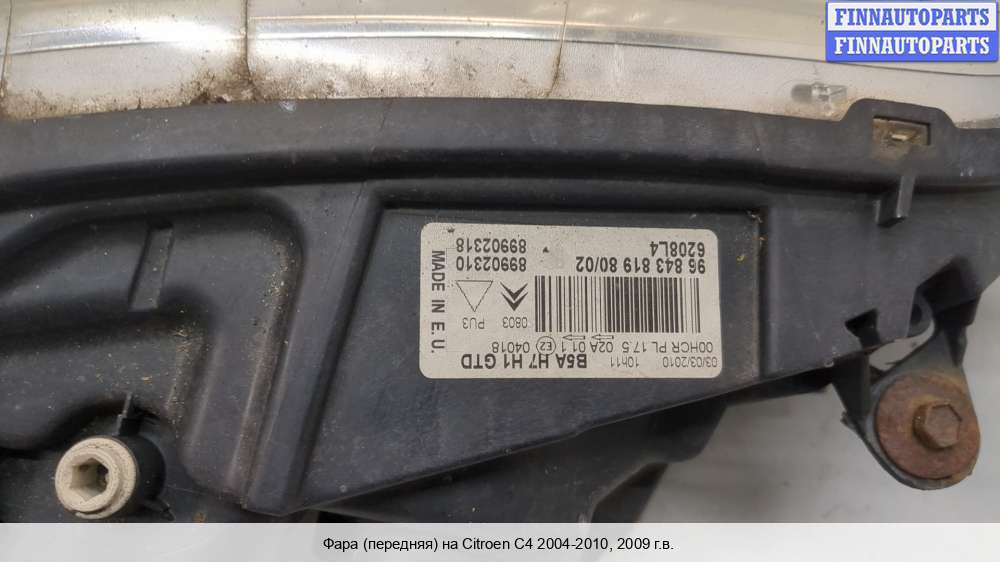 FINNAUTOPARTS
FINNAUTOPARTS
03/03/2010 10h11
B5A H7 H1 GTD
00HCR PL 17.5 02A 01 1 E2 04018
0803 PU3
96 843 819 80/02
89902310
6208L4
89902318
MADE IN E.U.
Фара (передняя) на Citroen C4 2004-2010, 2009 г.в.